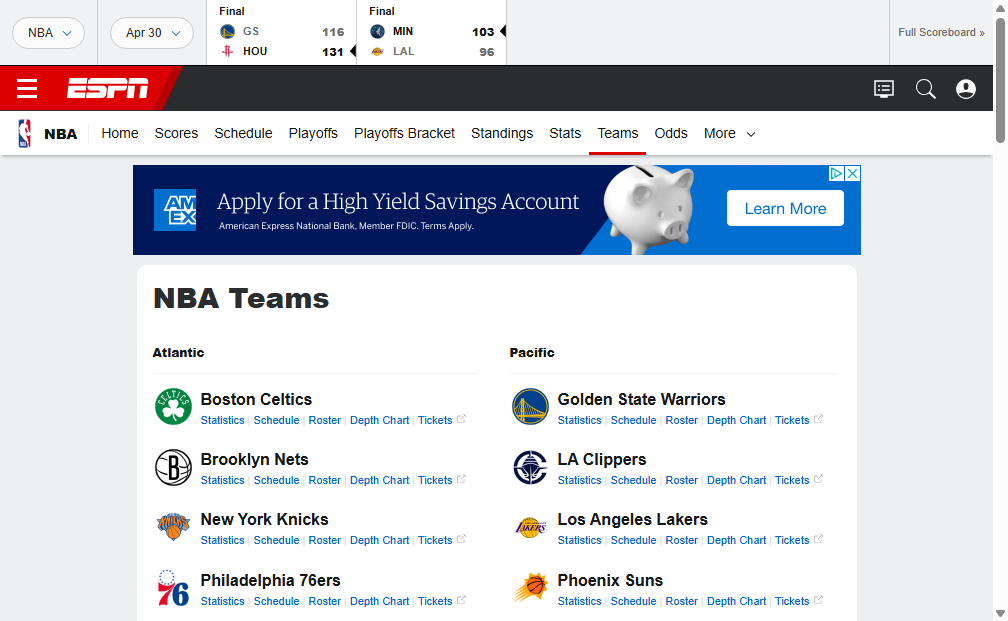 NBA
Apr 30
Final
GS 116
HOU 131
Final
MIN 103
LAL 96
Full Scoreboard »
ESPN
NBA
Home Scores Schedule Playoffs Playoffs Bracket Standings Stats Teams Odds More
AM
EX
Apply for a High Yield Savings Account
American Express National Bank, Member FDIC. Terms Apply.
Learn More
NBA Teams
Atlantic
Boston Celtics
Statistics | Schedule | Roster | Depth Chart | Tickets
Brooklyn Nets
Statistics | Schedule | Roster | Depth Chart | Tickets
New York Knicks
Statistics | Schedule | Roster | Depth Chart | Tickets
Philadelphia 76ers
Statistics | Schedule | Roster | Depth Chart | Tickets
Pacific
Golden State Warriors
Statistics | Schedule | Roster | Depth Chart | Tickets
LA Clippers
Statistics | Schedule | Roster | Depth Chart | Tickets
Los Angeles Lakers
Statistics | Schedule | Roster | Depth Chart | Tickets
Phoenix Suns
Statistics | Schedule | Roster | Depth Chart | Tickets